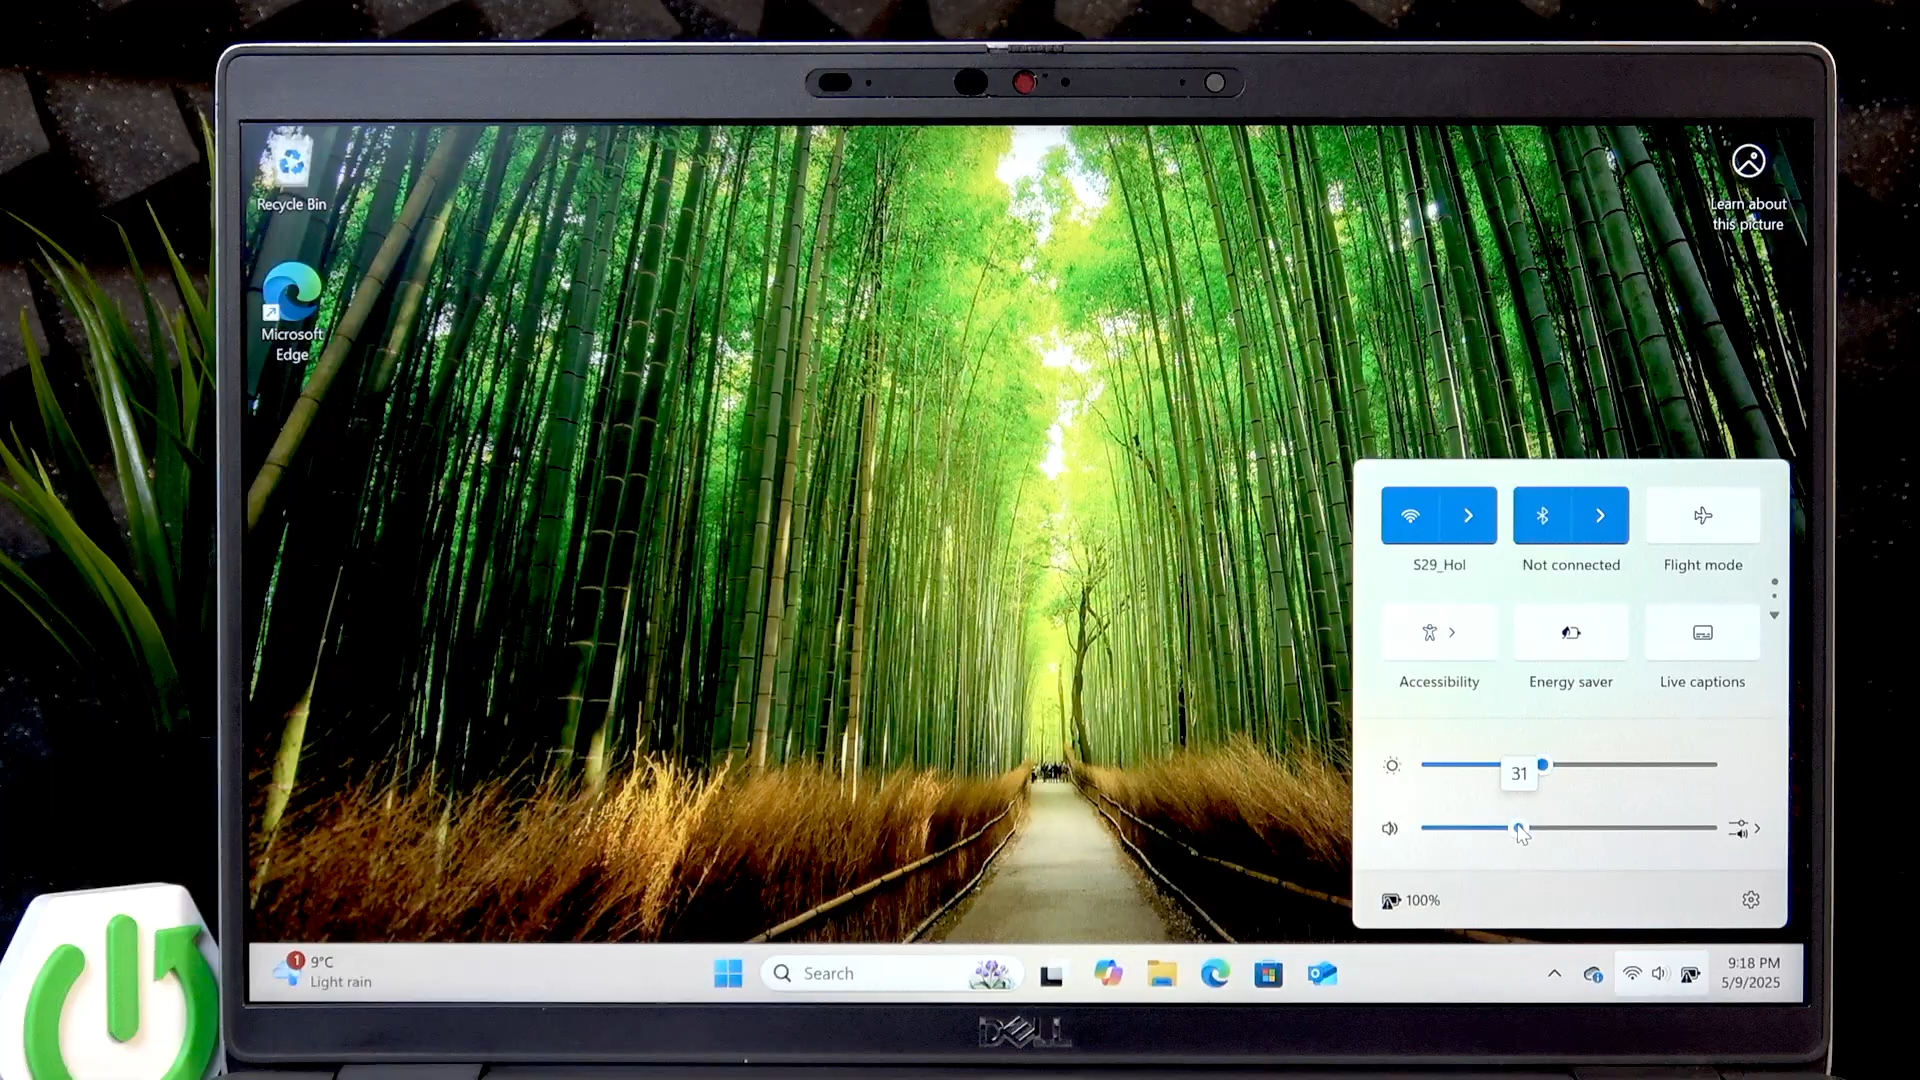 Recycle Bin
Microsoft
Edge
Learn about
this picture
S29_Hol
Not connected
Flight mode
Accessibility
Energy saver
Live captions
31
100%
1
9°C
Light rain
Search
9:18 PM
5/9/2025
DELL